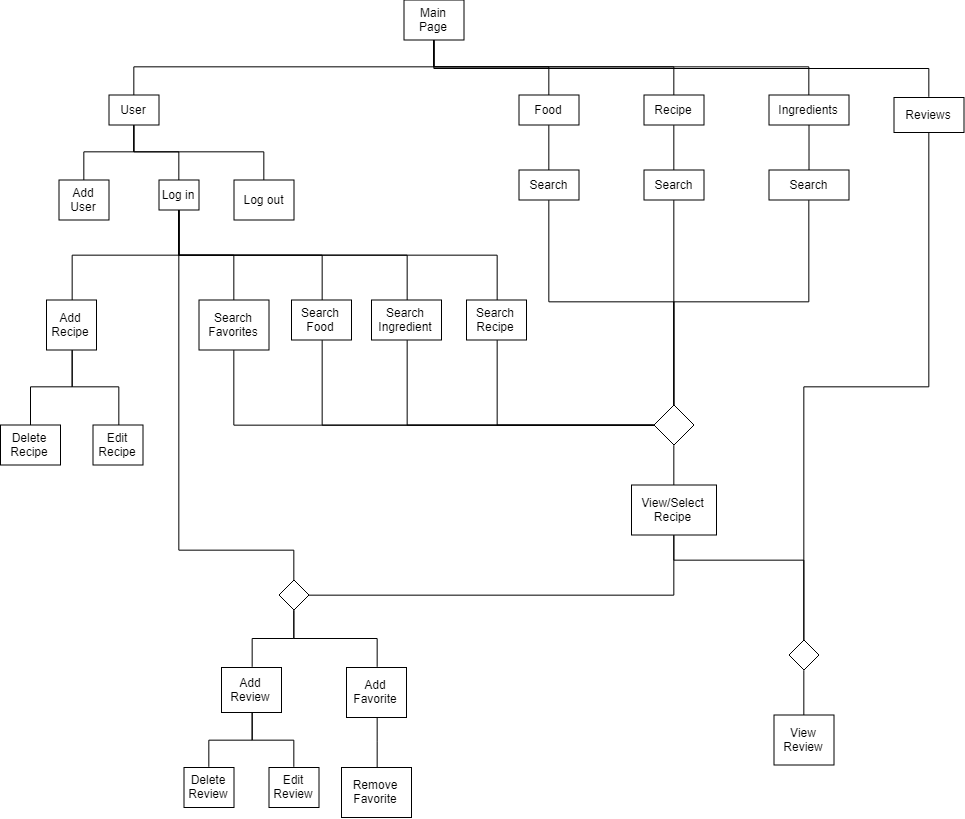 Main
Page
User
Food
Recipe
Ingredients
Reviews
Add
User
Log in
Log out
Search
Search
Search
Add
Recipe
Search
Favorites
Search
Food
Search
Ingredient
Search
Recipe
Delete
Recipe
Edit
Recipe
View/Select
Recipe
Add
Review
Add
Favorite
View
Review
Delete
Review
Edit
Review
Remove
Favorite